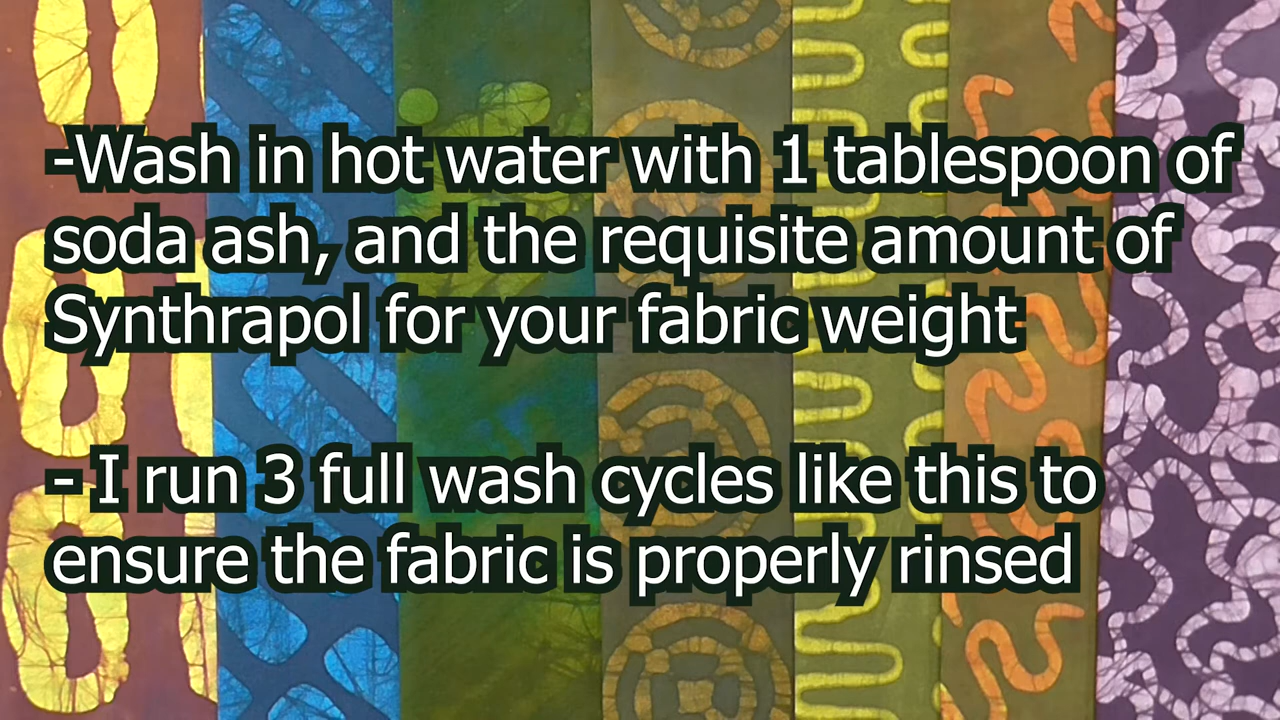 -Wash in hot water with 1 tablespoon of
soda ash, and the requisite amount of
Synthrapol for your fabric weight
- I run 3 full wash cycles like this to
ensure the fabric is properly rinsed